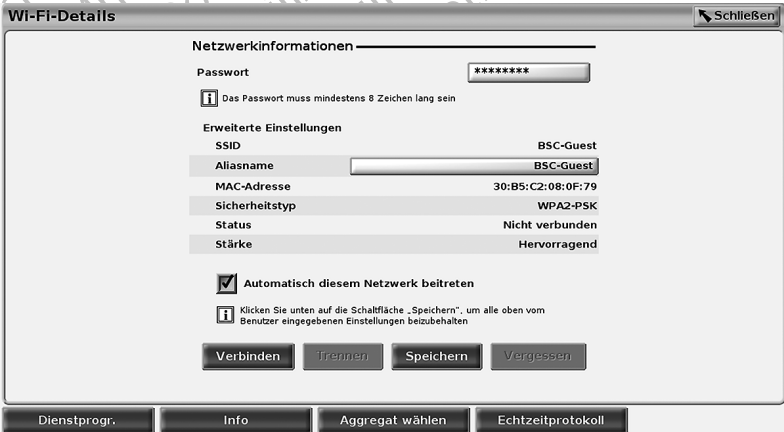 Wi-Fi-Details
Schließen
Netzwerkinformationen
Passwort ********
Das Passwort muss mindestens 8 Zeichen lang sein
Erweiterte Einstellungen
SSID BSC-Guest
Aliasname BSC-Guest
MAC-Adresse 30:B5:C2:08:0F:79
Sicherheitstyp WPA2-PSK
Status Nicht verbunden
Stärke Hervorragend
Automatisch diesem Netzwerk beitreten
Klicken Sie unten auf die Schaltfläche „Speichern“, um alle oben vom
Benutzer eingegebenen Einstellungen beizubehalten
Verbinden Trennen Speichern Vergessen
Dienstprogr. Info Aggregat wählen Echtzeitprotokoll